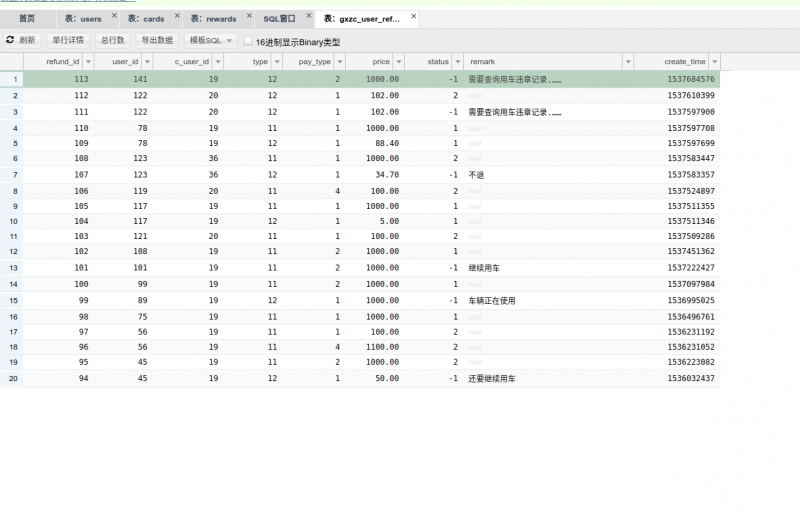 首页 表：users 表：cards 表：rewards SQL窗口 表：gxzc_user_ref...
刷新 单行详情 总行数 导出数据 模板SQL 16进制显示Binary类型
refund_id user_id c_user_id type pay_type price status remark create_time
1 113 141 19 12 2 1000.00 -1 需要查询用车违章记录…… 1537684576
2 112 122 20 12 1 102.00 2 null 1537610399
3 111 122 20 12 1 102.00 -1 需要查询用车违章记录…… 1537597900
4 110 78 19 11 1 1000.00 1 null 1537597708
5 109 78 19 12 1 88.40 1 null 1537597699
6 108 123 36 11 1 1000.00 2 null 1537583447
7 107 123 36 12 1 34.70 -1 不退 1537583357
8 106 119 20 11 4 100.00 2 null 1537524897
9 105 117 19 11 1 1000.00 1 null 1537511355
10 104 117 19 12 1 5.00 1 null 1537511346
11 103 121 20 11 1 100.00 2 null 1537509286
12 102 108 19 11 2 1000.00 1 null 1537451362
13 101 101 19 11 2 1000.00 -1 继续用车 1537222427
14 100 99 19 11 2 1000.00 1 null 1537097984
15 99 89 19 12 1 1000.00 -1 车辆正在使用 1536995025
16 98 75 19 11 1 1000.00 1 null 1536496761
17 97 56 19 11 1 100.00 2 null 1536231192
18 96 56 19 11 4 1100.00 2 null 1536231052
19 95 45 19 11 2 1000.00 2 null 1536223082
20 94 45 19 12 1 50.00 -1 还要继续用车 1536032437